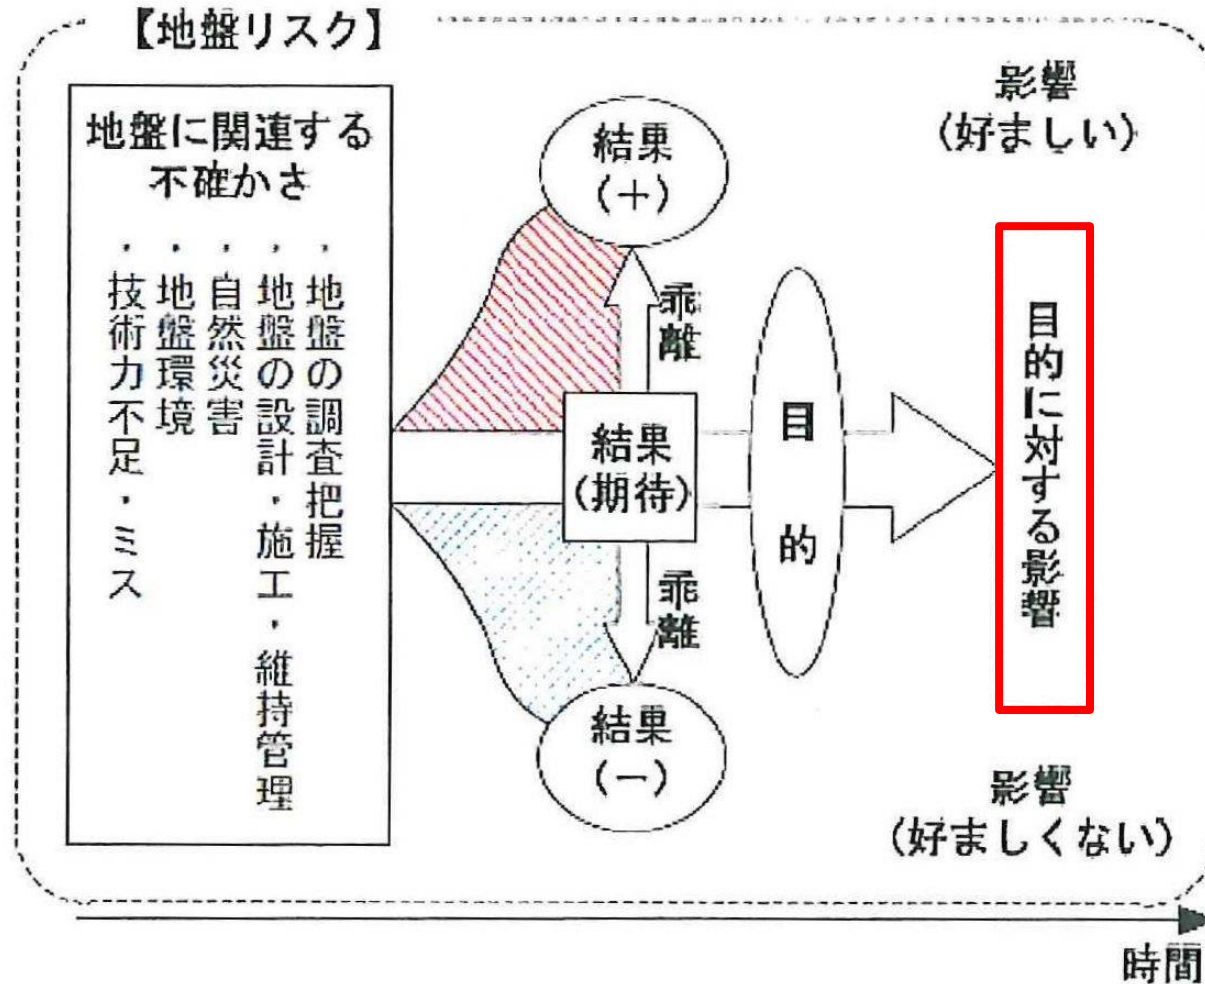 【地盤リスク】
地盤に関連する
不確かさ
・地盤の調査把握
・地盤の設計・施工・維持管理
・自然災害
・地盤環境
・技術力不足・ミス
結果
(+)
乖離
結果
(期待)
乖離
結果
(−)
目的
影響
(好ましい)
目的に対する影響
影響
(好ましくない)
時間